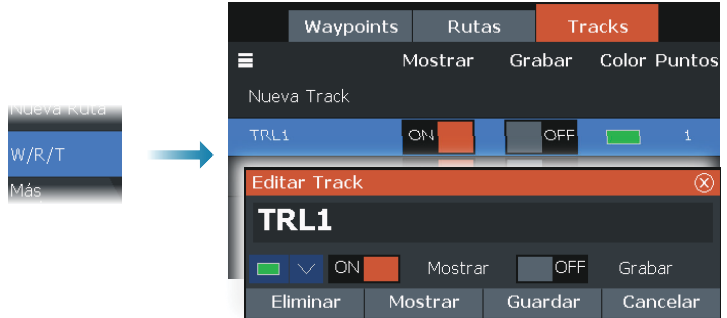 Nueva Ruta
W/R/T
Más
Waypoints Rutas Tracks
Mostrar Grabar Color Puntos
Nueva Track
TRL1 ON OFF 1
Editar Track
TRL1
ON Mostrar OFF Grabar
Eliminar Mostrar Guardar Cancelar